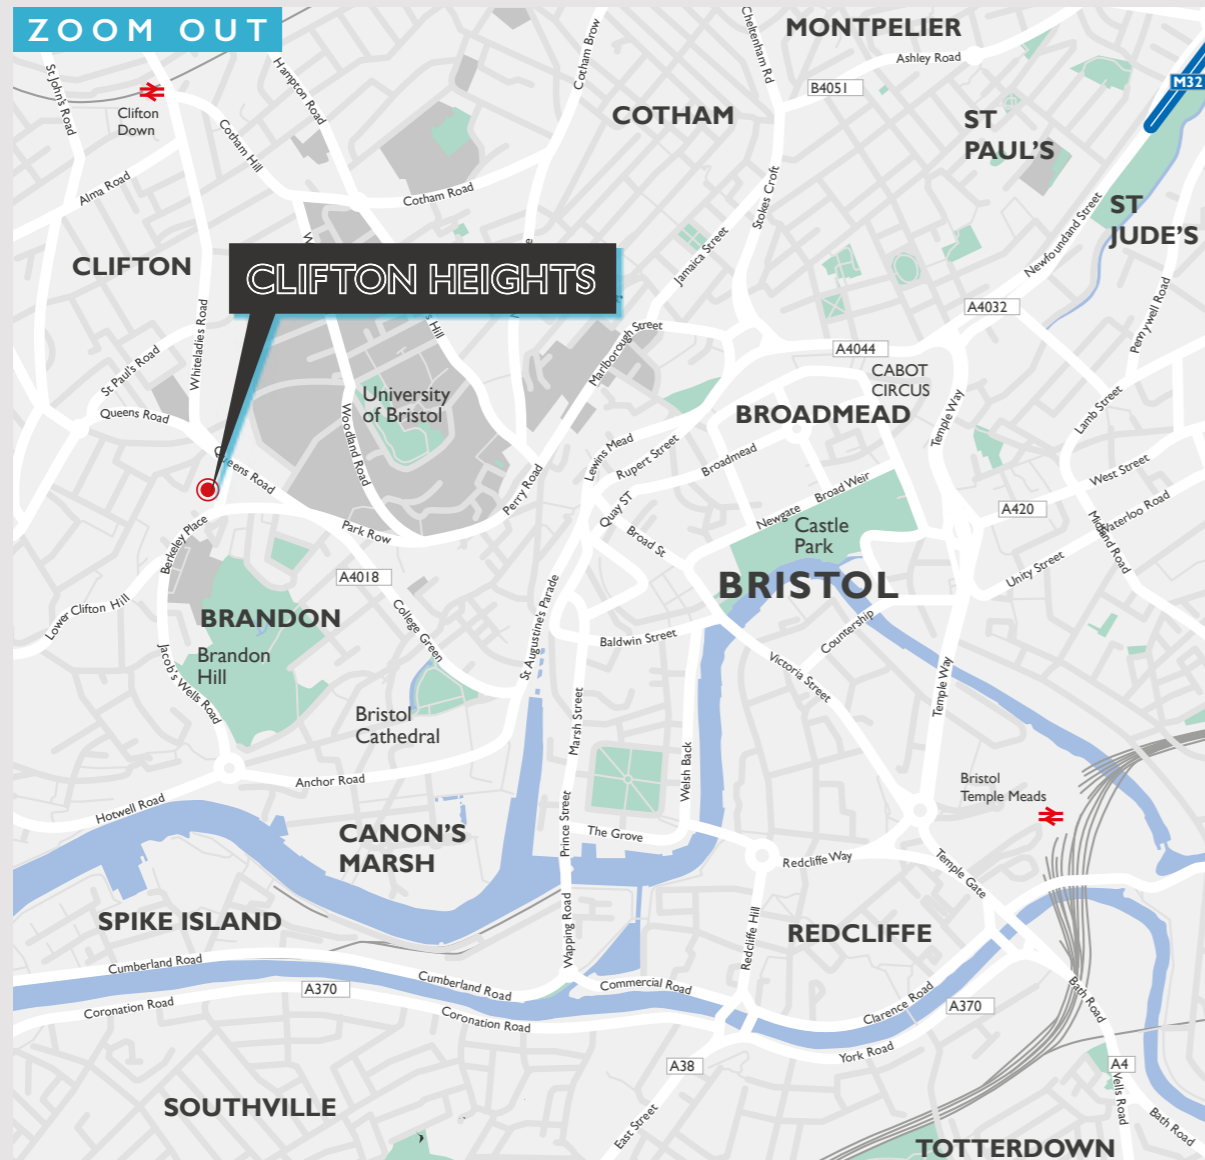 ZOOM OUT
MONTPELIER
Ashley Road
Cheltenham Rd
Cotham Brow
Hampton Road
St John's Road
M32
B4051
Clifton
Down
COTHAM
ST
PAUL'S
Cotham Hill
Alma Road
Cotham Road
Stokes Croft
ST
JUDE'S
Newfoundland Street
Jamaica Street
CLIFTON
CLIFTON HEIGHTS
Whiteladies Road
Hill
A4032
Pennywell Road
Marlborough Street
A4044
St Paul's Road
CABOT
CIRCUS
University
of Bristol
BROADMEAD
Temple Way
Lamb Street
Queens Road
Woodland Road
Queens Road
Lewins Mead
Rupert Street
Broadmead
West Street
Perry Road
Quay ST
Broad Weir
Newgate
A420
Waterloo Road
Midland Road
Berkeley Place
Park Row
Broad St
Castle
Park
A4018
BRISTOL
Unity Street
Lower Clifton Hill
BRANDON
College Green
St Augustine's Parade
Baldwin Street
Countership
Brandon
Hill
Jacob's Wells Road
Victoria Street
Temple Way
Bristol
Cathedral
Marsh Street
Welsh Back
Anchor Road
Bristol
Temple Meads
Hotwell Road
CANON'S
MARSH
Prince Street
The Grove
Redcliffe Way
Temple Gate
SPIKE ISLAND
Wapping Road
Redcliffe Hill
REDCLIFFE
Cumberland Road
Cumberland Road
Commercial Road
A370
Coronation Road
Coronation Road
Clarence Road
A370
Bath Road
York Road
A38
A4
Wells Road
SOUTHVILLE
East Street
Bath Road
TOTTERDOWN